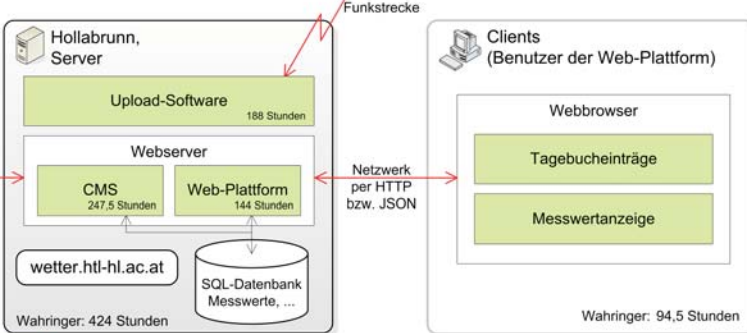 Funkstrecke
Hollabrunn,
Server
Upload-Software
188 Stunden
Webserver
CMS
247,5 Stunden
Web-Plattform
144 Stunden
wetter.htl-hl.ac.at
SQL-Datenbank
Messwerte, ...
Wahringer: 424 Stunden
Netzwerk
per HTTP
bzw. JSON
Clients
(Benutzer der Web-Plattform)
Webbrowser
Tagebucheinträge
Messwertanzeige
Wahringer: 94,5 Stunden